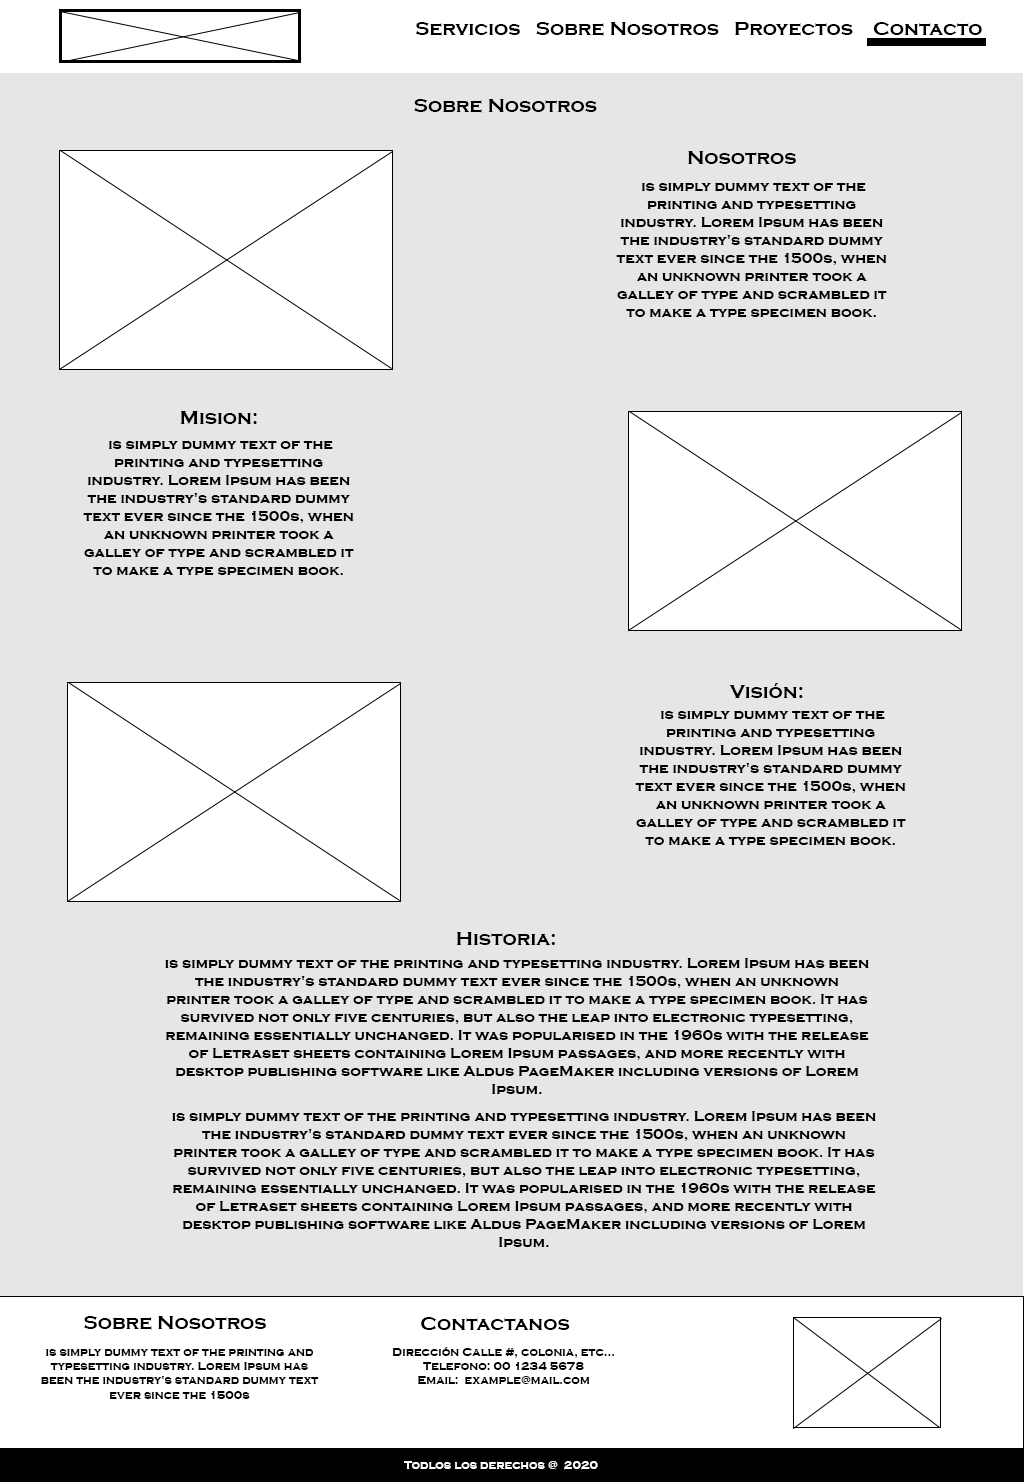 Servicios Sobre Nosotros Proyectos Contacto
Sobre Nosotros
Nosotros
is simply dummy text of the
printing and typesetting
industry. Lorem Ipsum has been
the industry's standard dummy
text ever since the 1500s, when
an unknown printer took a
galley of type and scrambled it
to make a type specimen book.
Mision:
is simply dummy text of the
printing and typesetting
industry. Lorem Ipsum has been
the industry's standard dummy
text ever since the 1500s, when
an unknown printer took a
galley of type and scrambled it
to make a type specimen book.
Visión:
is simply dummy text of the
printing and typesetting
industry. Lorem Ipsum has been
the industry's standard dummy
text ever since the 1500s, when
an unknown printer took a
galley of type and scrambled it
to make a type specimen book.
Historia:
is simply dummy text of the printing and typesetting industry. Lorem Ipsum has been
the industry's standard dummy text ever since the 1500s, when an unknown
printer took a galley of type and scrambled it to make a type specimen book. It has
survived not only five centuries, but also the leap into electronic typesetting,
remaining essentially unchanged. It was popularised in the 1960s with the release
of Letraset sheets containing Lorem Ipsum passages, and more recently with
desktop publishing software like Aldus PageMaker including versions of Lorem
Ipsum.
is simply dummy text of the printing and typesetting industry. Lorem Ipsum has been
the industry's standard dummy text ever since the 1500s, when an unknown
printer took a galley of type and scrambled it to make a type specimen book. It has
survived not only five centuries, but also the leap into electronic typesetting,
remaining essentially unchanged. It was popularised in the 1960s with the release
of Letraset sheets containing Lorem Ipsum passages, and more recently with
desktop publishing software like Aldus PageMaker including versions of Lorem
Ipsum.
Sobre Nosotros
is simply dummy text of the printing and
typesetting industry. Lorem Ipsum has
been the industry's standard dummy text
ever since the 1500s
Contactanos
Dirección Calle #, colonia, etc...
Telefono: 00 1234 5678
Email: example@mail.com
Todlos los derechos @ 2020